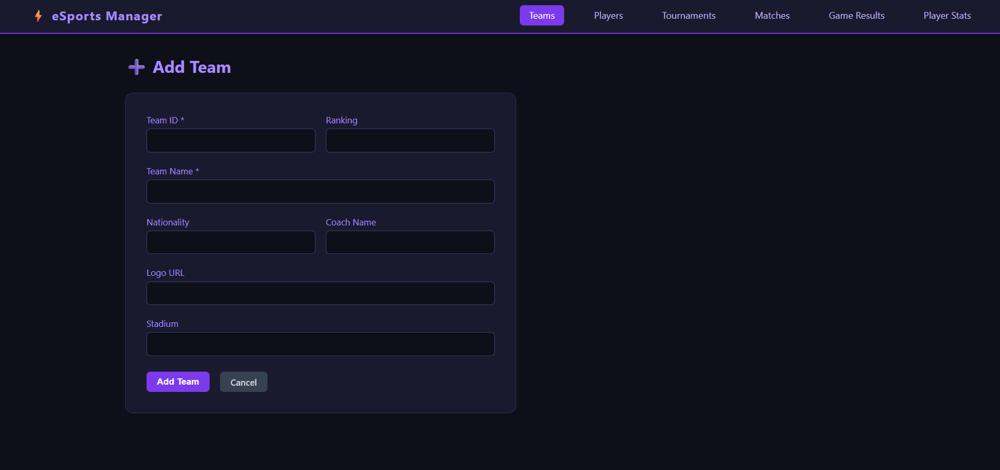 eSports Manager
Teams
Players
Tournaments
Matches
Game Results
Player Stats
Add Team
Team ID *
Ranking
Team Name *
Nationality
Coach Name
Logo URL
Stadium
Add Team
Cancel